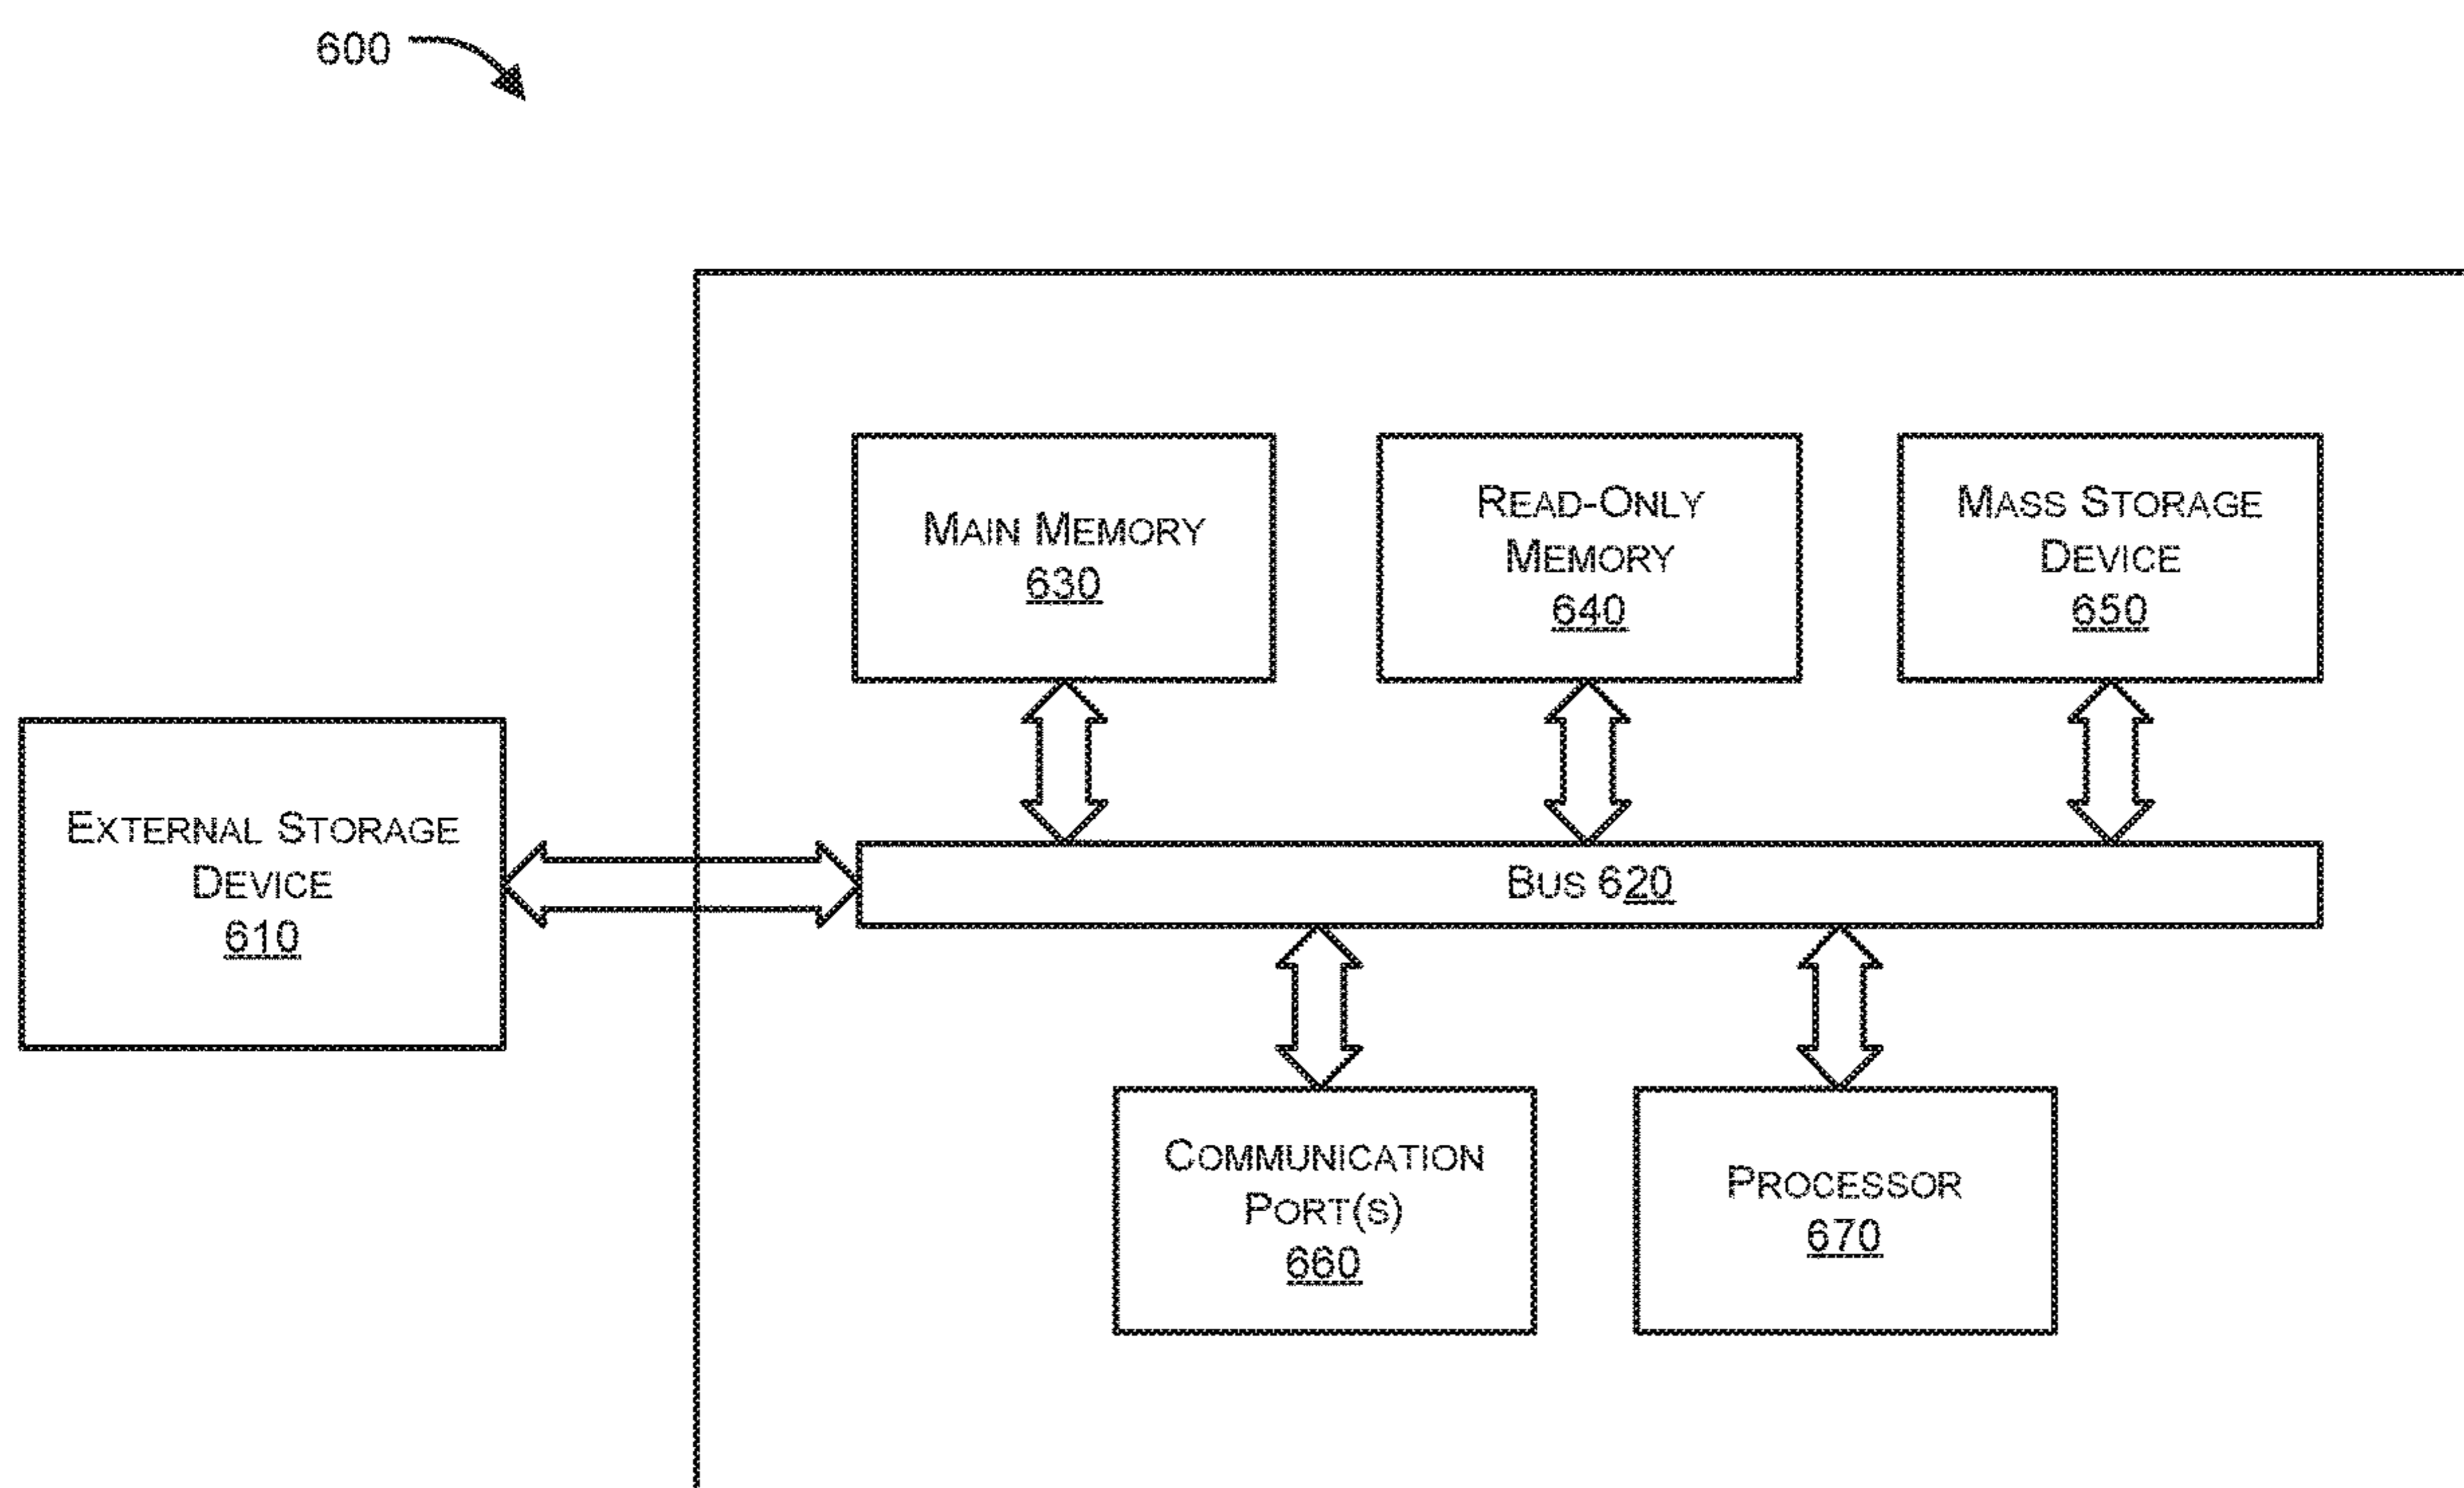 600
MAIN MEMORY
630
READ-ONLY
MEMORY
640
MASS STORAGE
DEVICE
650
EXTERNAL STORAGE
DEVICE
610
BUS 620
COMMUNICATION
PORT(S)
660
PROCESSOR
670